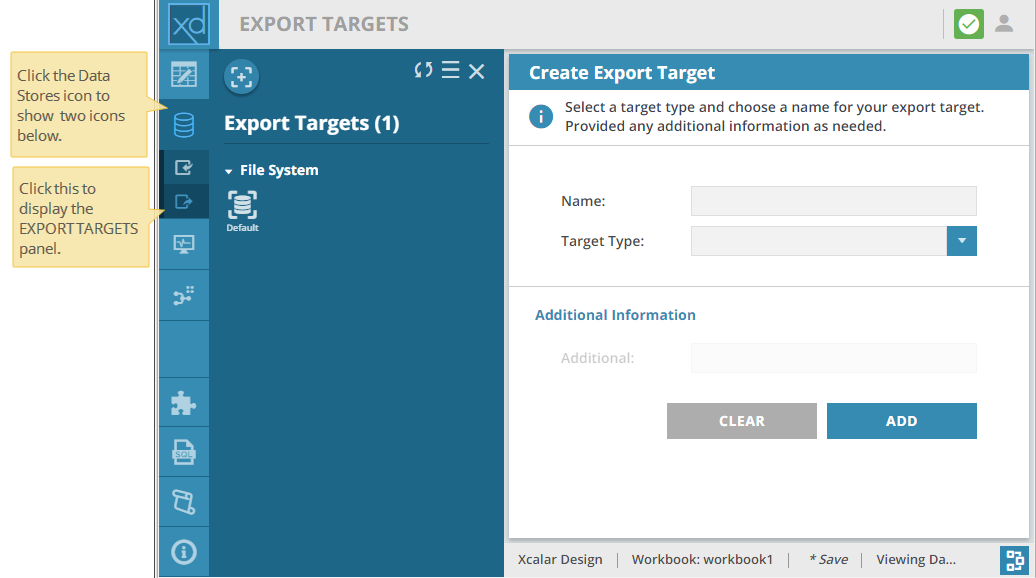 xd
EXPORT TARGETS
Click the Data
Stores icon to
show two icons
below.
Click this to
display the
EXPORT TARGETS
panel.
Export Targets (1)
File System
Default
SQL
Create Export Target
Select a target type and choose a name for your export target.
Provided any additional information as needed.
Name:
Target Type:
Additional Information
Additional:
CLEAR
ADD
Xcalar Design
Workbook: workbook1
* Save
Viewing Da...